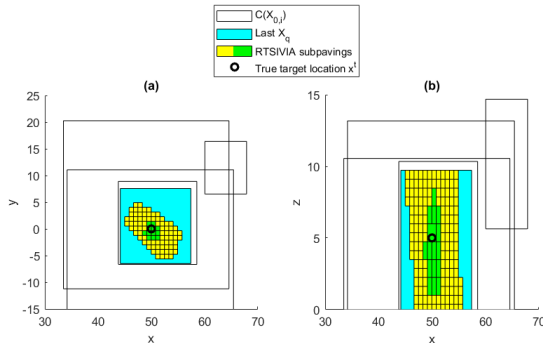 C(X0,i)
Last Xq
RTSIVIA subpavings
True target location xt
(a)
(b)
25
20
15
10
5
0
-5
-10
-15
y
30
40
50
60
70
x
15
10
5
0
z
30
40
50
60
70
x